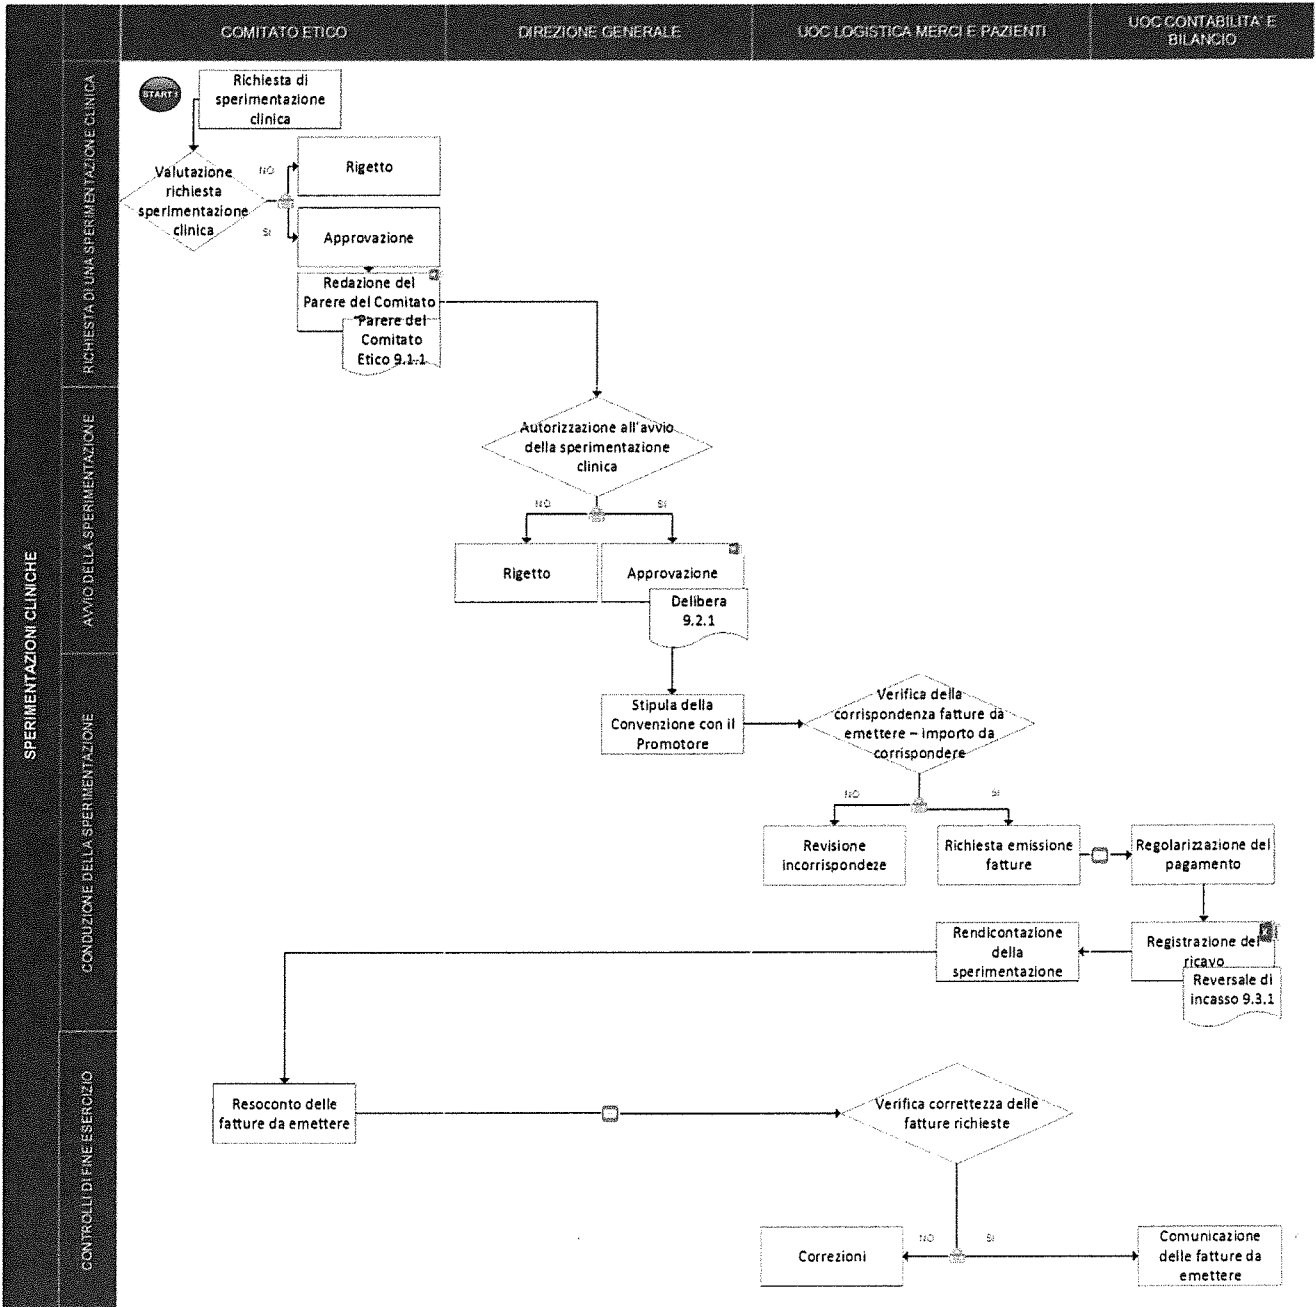 COMITATO ETICO
DIREZIONE GENERALE
UOC LOGISTICA MERCI E PAZIENTI
UOC CONTABILITA' E
BILANCIO
SPERIMENTAZIONI CLINICHE
RICHIESTA DI UNA SPERIMENTAZIONE CLINICA
START 1
Richiesta di
sperimentazione
clinica
Valutazione
richiesta
sperimentazione
clinica
NO
Rigetto
SI
Approvazione
Redazione del
Parere del Comitato
Parere del
Comitato
Etico 9.1.1
AVVIO DELLA SPERIMENTAZIONE
Autorizzazione all'avvio
della sperimentazione
clinica
NO
SI
Rigetto
Approvazione
Delibera
9.2.1
CONDUZIONE DELLA SPERIMENTAZIONE
Stipula della
Convenzione con il
Promotore
Verifica della
corrispondenza fatture da
emettere – importo da
corrispondere
NO
SI
Revisione
incorrispondeze
Richiesta emissione
fatture
Regolarizzazione del
pagamento
Rendicontazione
della
sperimentazione
Registrazione del
ricavo
Reversale di
incasso 9.3.1
CONTROLLI DI FINE ESERCIZIO
Resoconto delle
fatture da emettere
Verifica correttezza delle
fatture richieste
Correzioni
NO
SI
Comunicazione
delle fatture da
emettere